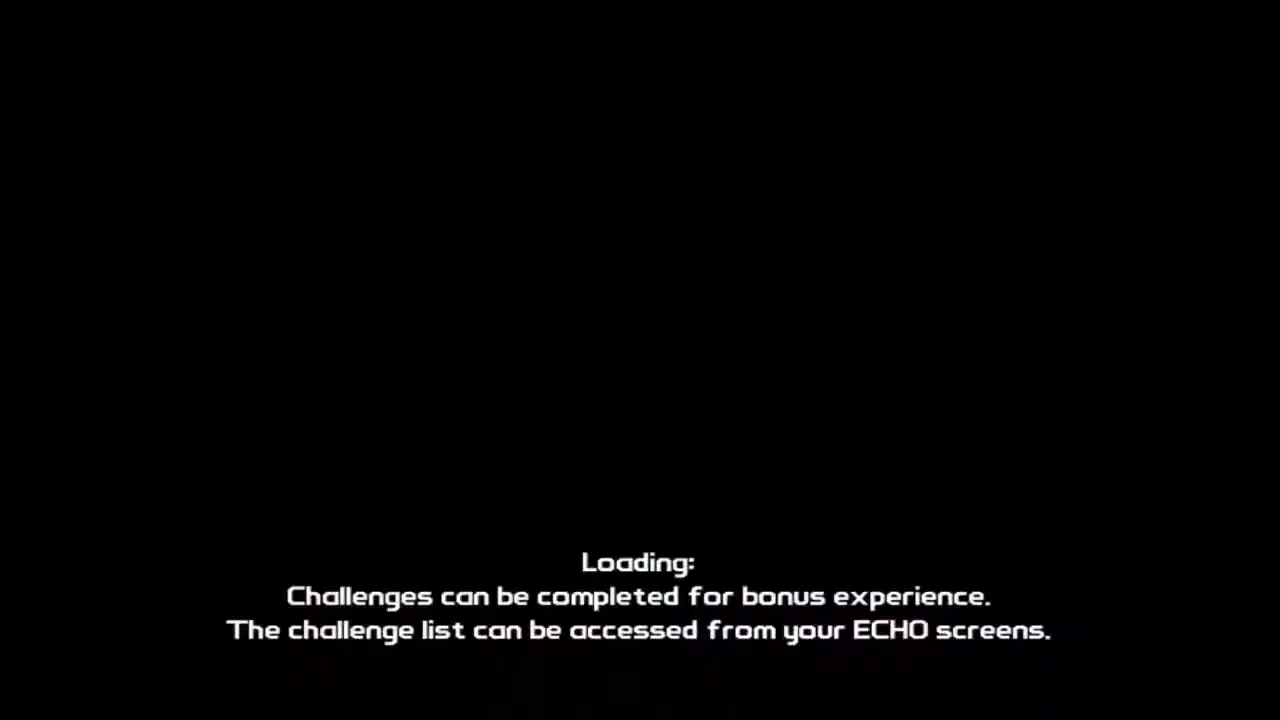 Loading:
Challenges can be completed for bonus experience.
The challenge list can be accessed from your ECHO screens.